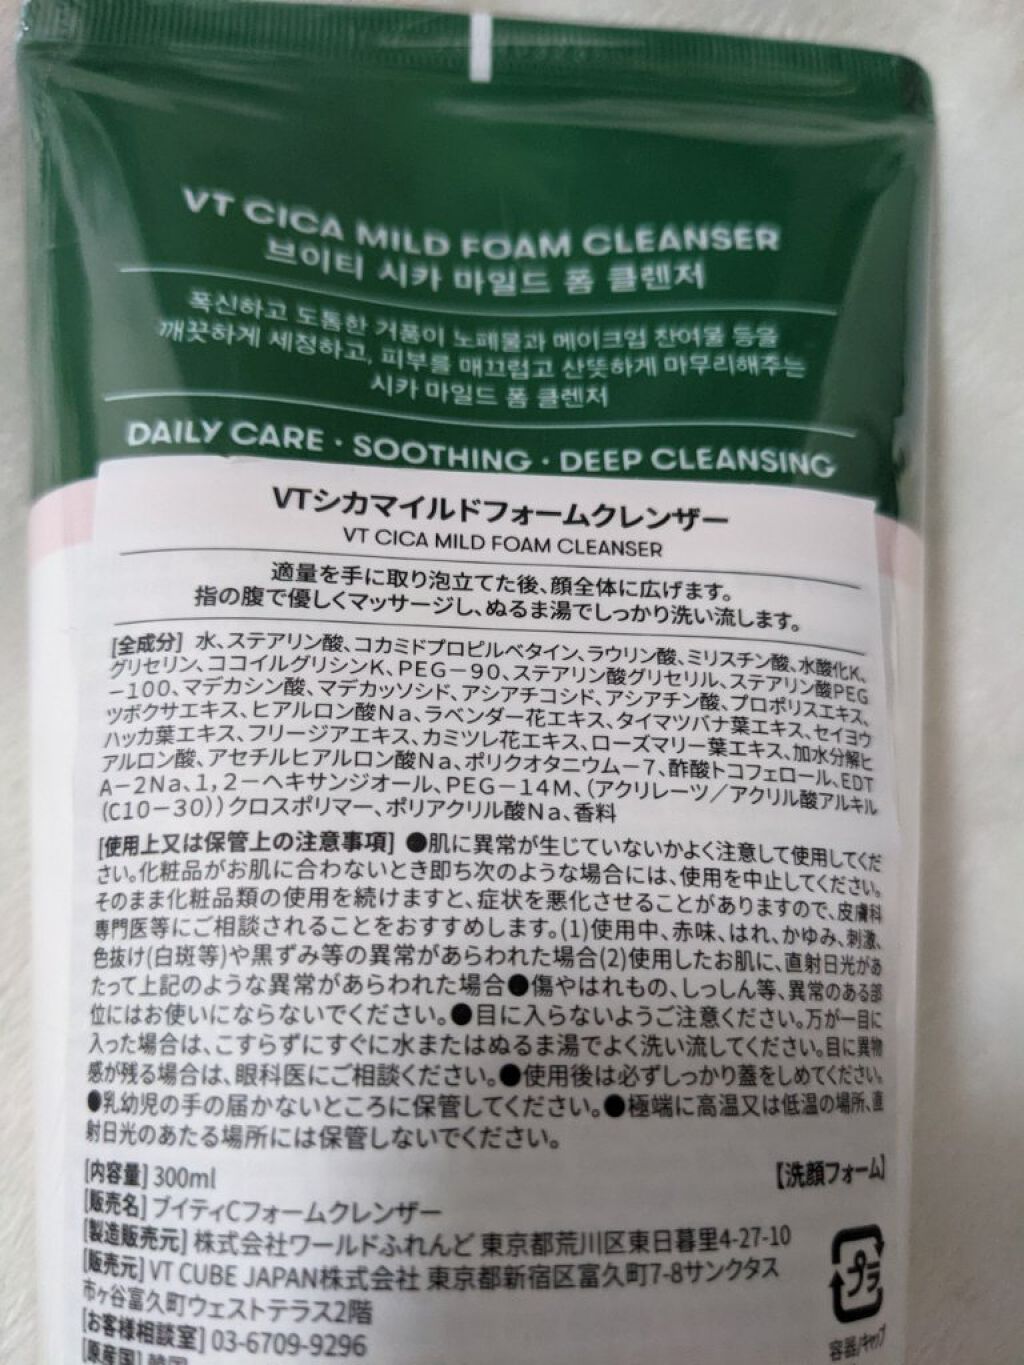 VT CICA MILD FOAM CLEANSER
브이티 시카 마일드 폼 클렌저
폭신하고 도톰한 거품이 노폐물과 메이크업 잔여물 등을
깨끗하게 세정하고, 피부를 매끄럽고 산뜻하게 마무리해주는
시카 마일드 폼 클렌저
DAILY CARE · SOOTHING · DEEP CLEANSING
VTシカマイルドフォームクレンザー
VT CICA MILD FOAM CLEANSER
適量を手に取り泡立てた後、顔全体に広げます。
指の腹で優しくマッサージし、ぬるま湯でしっかり洗い流します。
[全成分] 水、ステアリン酸、コカミドプロピルベタイン、ラウリン酸、ミリスチン酸、水酸化K、
グリセリン、ココイルグリシンK、PEG－90、ステアリン酸グリセリル、ステアリン酸PEG
－100、マデカシン酸、マデカッソシド、アシアチコシド、アシアチン酸、プロポリスエキス、
ツボクサエキス、ヒアルロン酸Na、ラベンダー花エキス、タイマツバナ葉エキス、セイヨウ
ハッカ葉エキス、フリージアエキス、カミツレ花エキス、ローズマリー葉エキス、加水分解ヒ
アルロン酸、アセチルヒアルロン酸Na、ポリクオタニウム－7、酢酸トコフェロール、EDT
A－2Na、1，2－ヘキサンジオール、PEG－14M、（アクリレーツ／アクリル酸アルキル
(C10－30)）クロスポリマー、ポリアクリル酸Na、香料
[使用上又は保管上の注意事項] ●肌に異常が生じていないかよく注意して使用してくだ
さい。化粧品がお肌に合わないとき即ち次のような場合には、使用を中止してください。
そのまま化粧品類の使用を続けますと、症状を悪化させることがありますので、皮膚科
専門医等にご相談されることをおすすめします。(1)使用中、赤味、はれ、かゆみ、刺激、
色抜け(白斑等)や黒ずみ等の異常があらわれた場合(2)使用したお肌に、直射日光があ
たって上記のような異常があらわれた場合●傷やはれもの、しっしん等、異常のある部
位にはお使いにならないでください。●目に入らないようご注意ください。万が一目に
入った場合は、こすらずにすぐに水またはぬるま湯でよく洗い流してください。目に異物
感が残る場合は、眼科医にご相談ください。●使用後は必ずしっかり蓋をしめてください。
●乳幼児の手の届かないところに保管してください。●極端に高温又は低温の場所、直
射日光のあたる場所には保管しないでください。
[内容量] 300ml
【洗顔フォーム】
[販売名] ブイティCフォームクレンザー
[製造販売元] 株式会社ワールドふれんど 東京都荒川区東日暮里4-27-10
[販売元] VT CUBE JAPAN株式会社 東京都新宿区富久町7-8サンクタス
市ヶ谷富久町ウェストテラス2階
[お客様相談室] 03-6709-9296
[原産国] 韓国
プラ
容器/キャップ